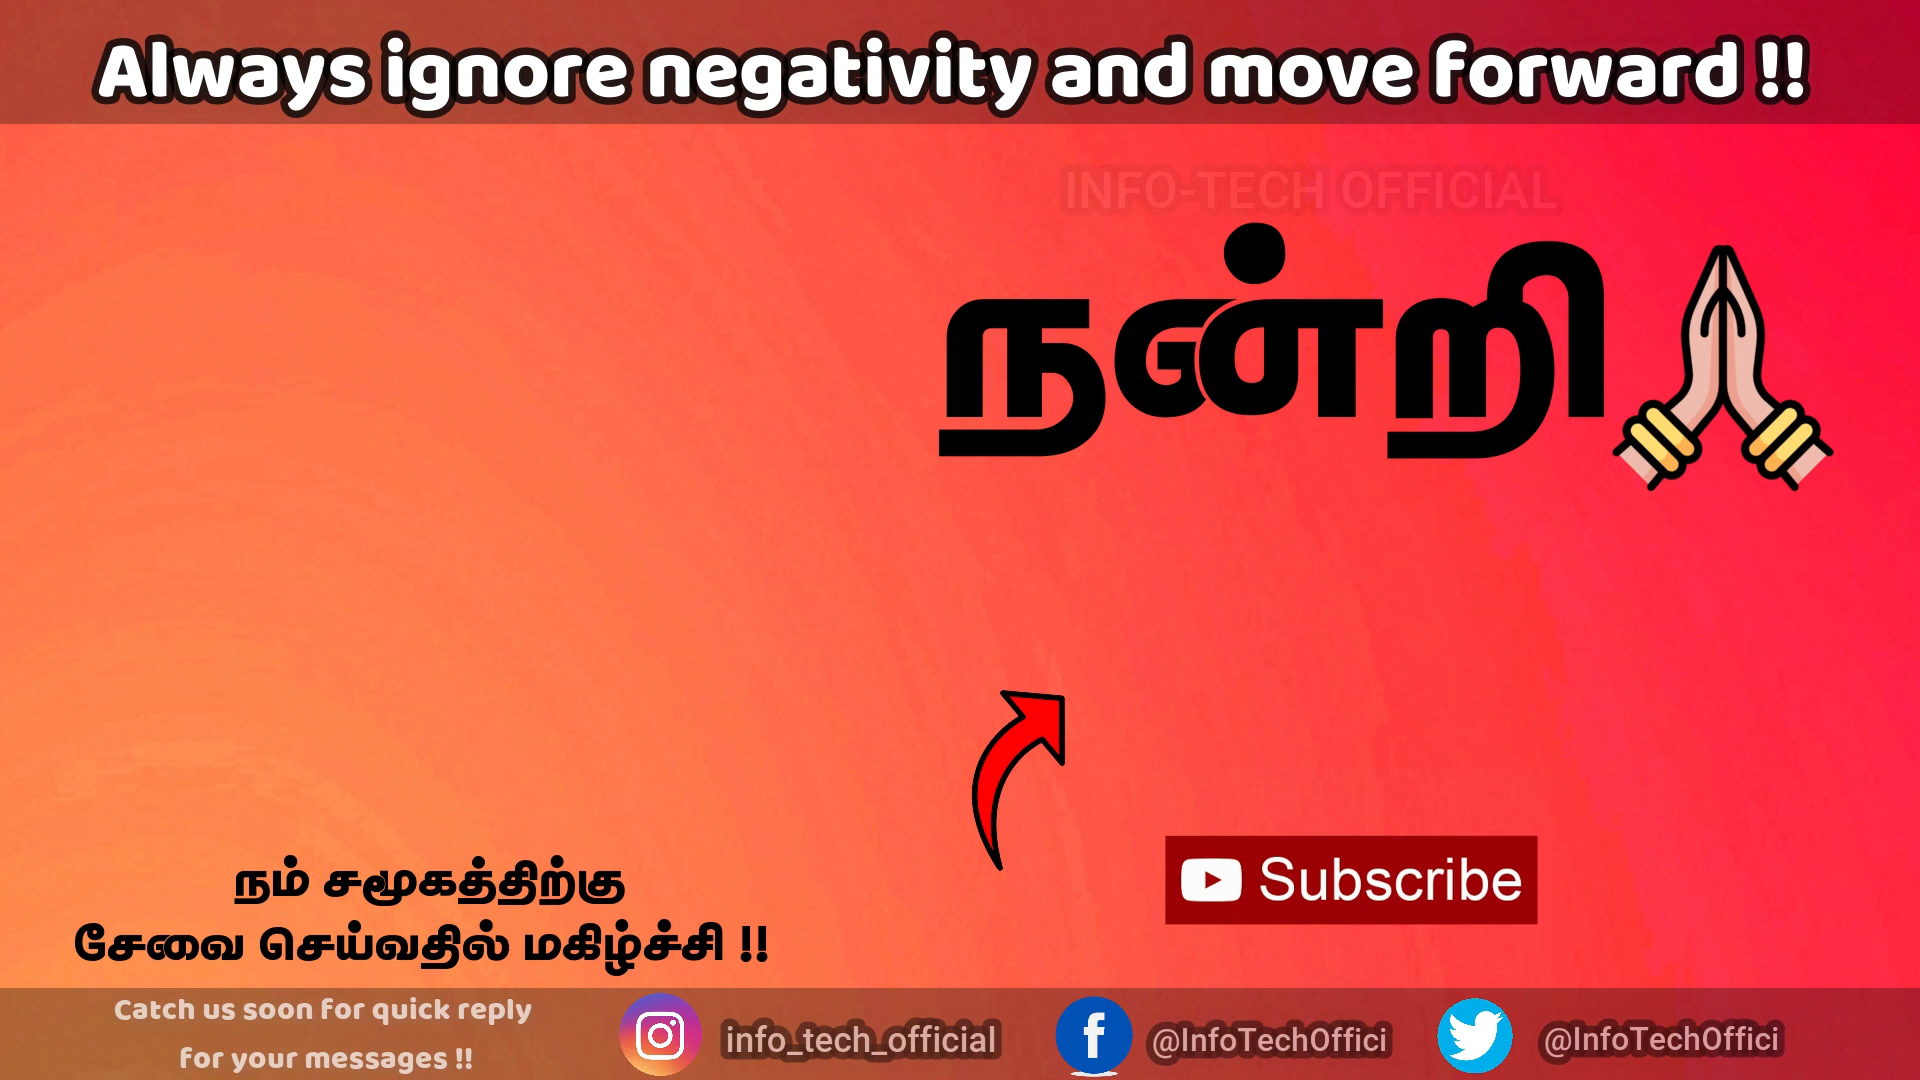 Always ignore negativity and move forward !!
INFO-TECH OFFICIAL
நன்றி
Subscribe
நம் சமூகத்திற்கு
சேவை செய்வதில் மகிழ்ச்சி !!
Catch us soon for quick reply
for your messages !!
info_tech_official
@InfoTechOffici
@InfoTechOffici